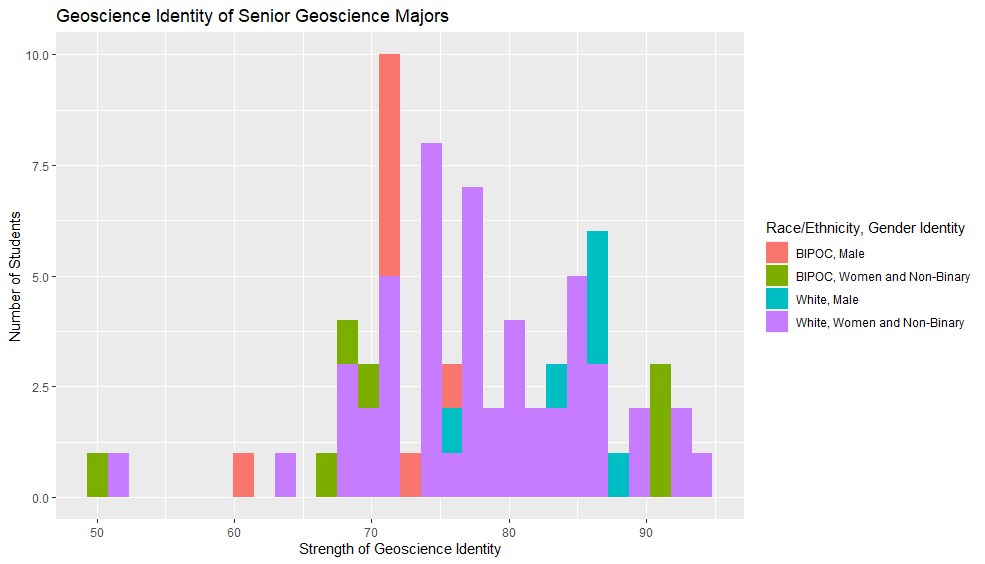 Geoscience Identity of Senior Geoscience Majors
10.0
7.5
5.0
2.5
0.0
Number of Students
50 60 70 80 90
Strength of Geoscience Identity
Race/Ethnicity, Gender Identity
BIPOC, Male
BIPOC, Women and Non-Binary
White, Male
White, Women and Non-Binary